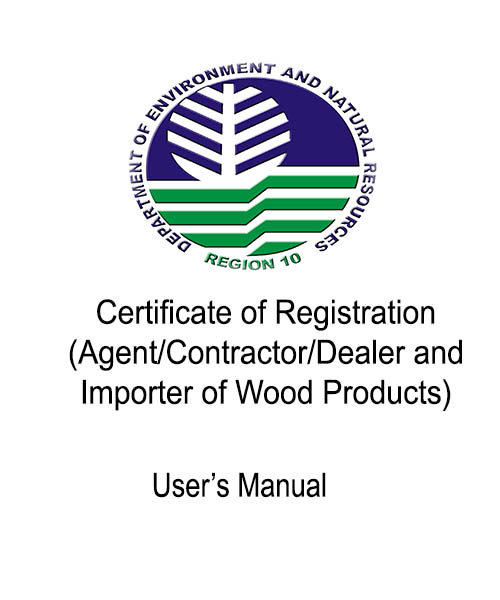 DEPARTMENT OF ENVIRONMENT AND NATURAL RESOURCES
REGION 10
Certificate of Registration
(Agent/Contractor/Dealer and
Importer of Wood Products)
User’s Manual